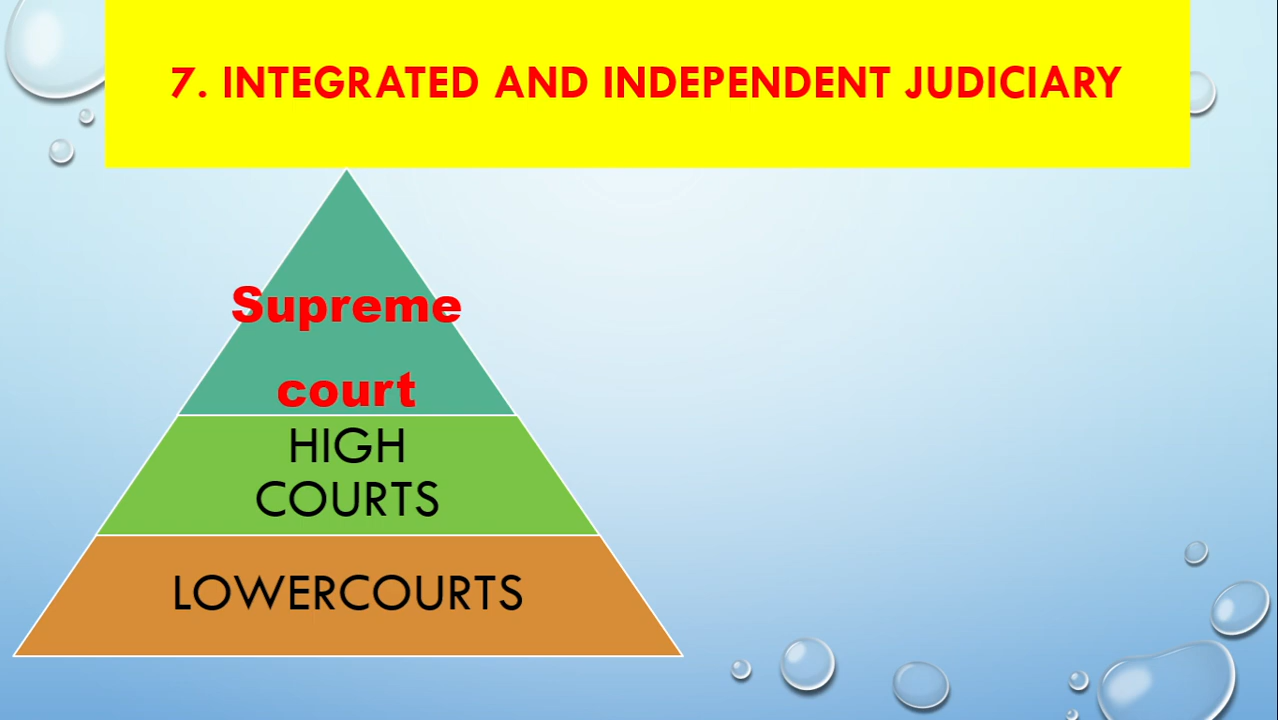 7. INTEGRATED AND INDEPENDENT JUDICIARY
Supreme
court
HIGH
COURTS
LOWERCOURTS